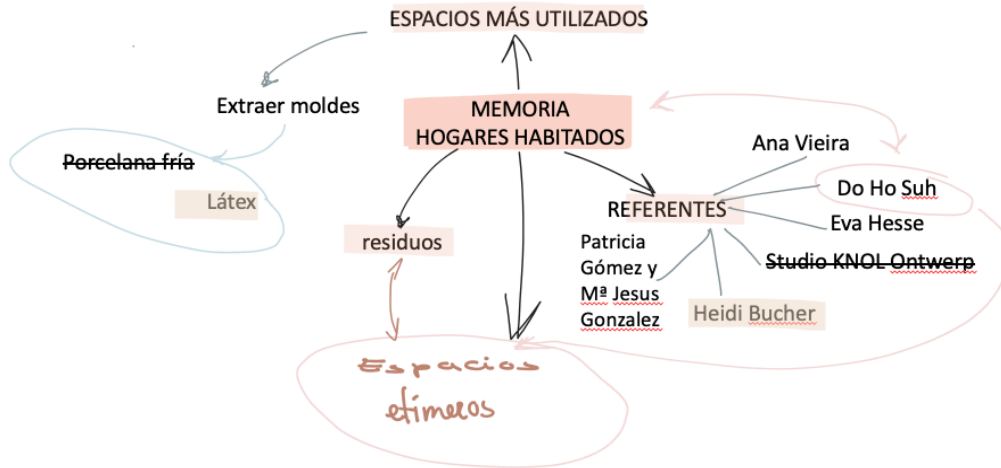 ESPACIOS MÁS UTILIZADOS
Extraer moldes
MEMORIA
HOGARES HABITADOS
Porcelana fría
Látex
residuos
REFERENTES
Ana Vieira
Do Ho Suh
Eva Hesse
Studio KNOL Ontwerp
Patricia
Gómez y
Mª Jesus
Gonzalez
Heidi Bucher
Espacios
efímeros